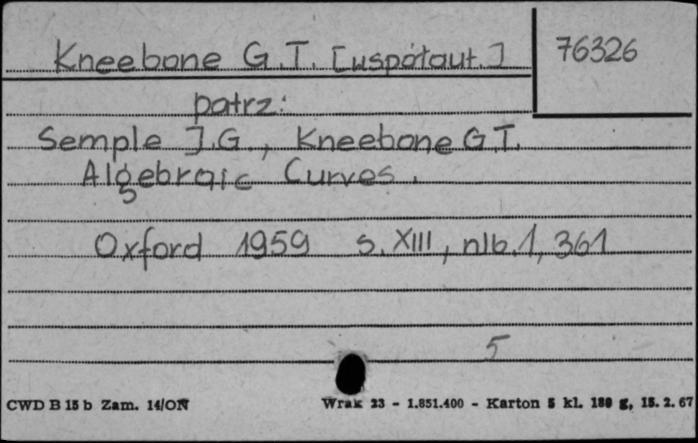 Kneebone G.T. [współaut.] 76326
patrz:
Semple J.G., Kneebone G.T.
Algebraic Curves.
Oxford 1959 s. XIII, nlb. 1, 361
5
CWD B 15 b Zam. 14/ON Wrak 23 - 1.851.400 - Karton 5 kl. 180 g, 15. 2. 67